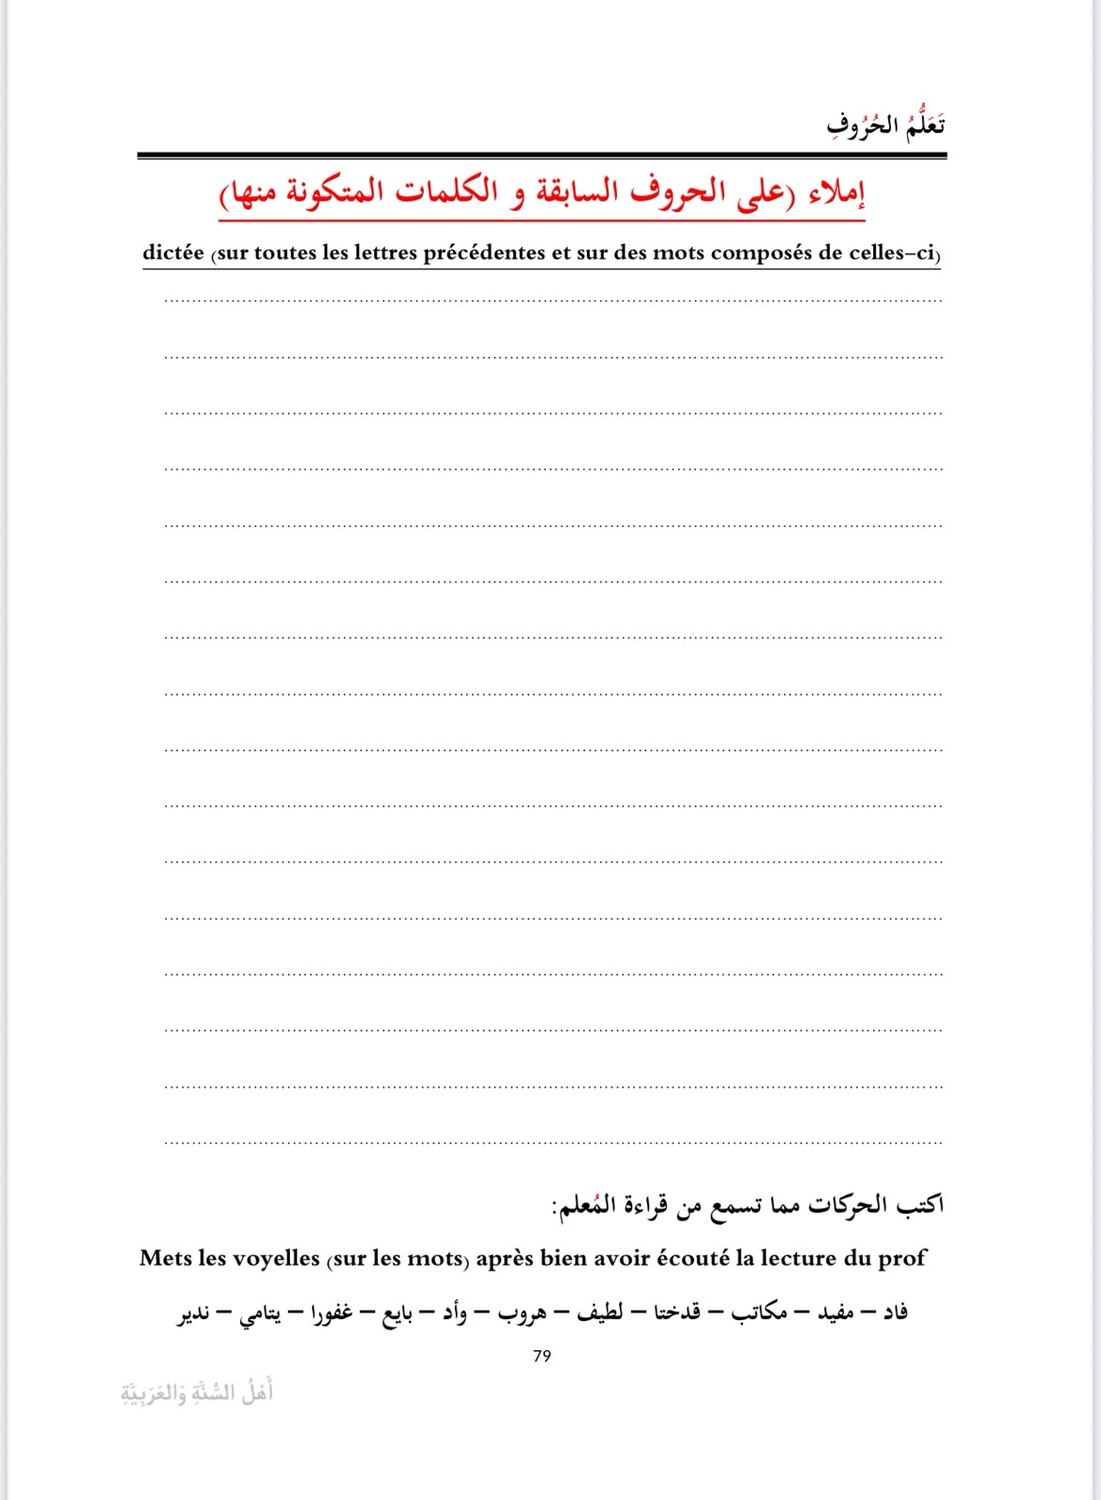 تَعَلُّمُ الحُرُوفِ
إملاء (على الحروف السابقة و الكلمات المتكونة منها)
dictée (sur toutes les lettres précédentes et sur des mots composés de celles-ci)
اكتب الحركات مما تسمع من قراءة المُعلم:
Mets les voyelles (sur les mots) après bien avoir écouté la lecture du prof
فاد – مفيد – مكاتب – قدختا – لطيف – هروب – وأد – بايع – غفورا – يتامي – ندير
79
أَهْلُ السُّنَّةِ وَالعَرَبِيَّةِ